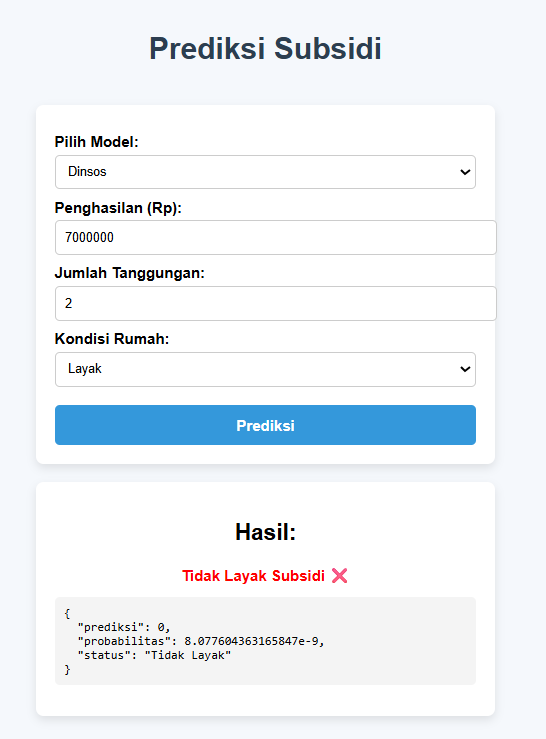 Prediksi Subsidi
Pilih Model:
Dinsos
Penghasilan (Rp):
7000000
Jumlah Tanggungan:
2
Kondisi Rumah:
Layak
Prediksi
Hasil:
Tidak Layak Subsidi ❌
{
  "prediksi": 0,
  "probabilitas": 8.077604363165847e-9,
  "status": "Tidak Layak"
}